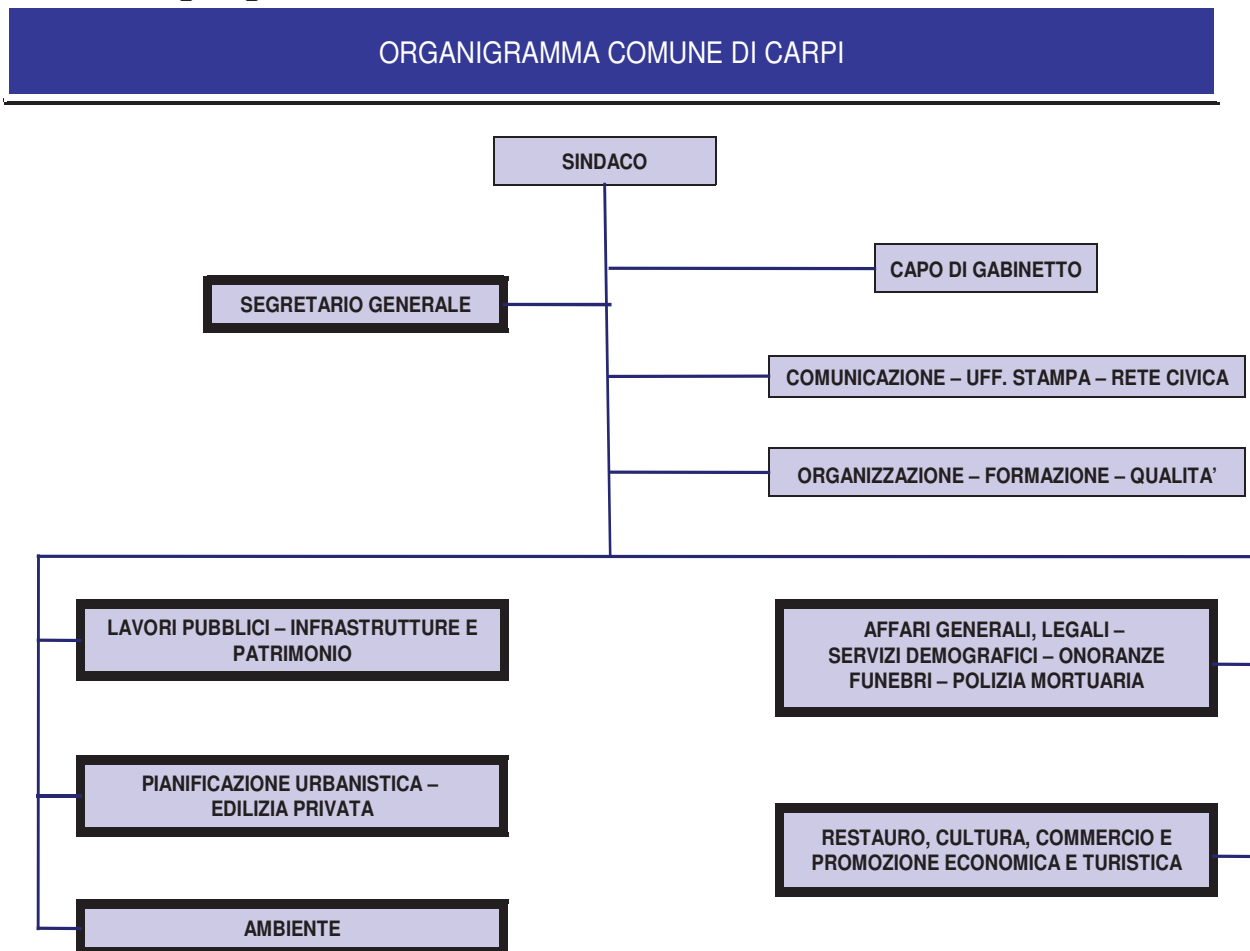 ORGANIGRAMMA COMUNE DI CARPI
SINDACO
CAPO DI GABINETTO
SEGRETARIO GENERALE
COMUNICAZIONE – UFF. STAMPA – RETE CIVICA
ORGANIZZAZIONE – FORMAZIONE – QUALITA’
LAVORI PUBBLICI – INFRASTRUTTURE E
PATRIMONIO
AFFARI GENERALI, LEGALI –
SERVIZI DEMOGRAFICI – ONORANZE
FUNEBRI – POLIZIA MORTUARIA
PIANIFICAZIONE URBANISTICA –
EDILIZIA PRIVATA
RESTAURO, CULTURA, COMMERCIO E
PROMOZIONE ECONOMICA E TURISTICA
AMBIENTE